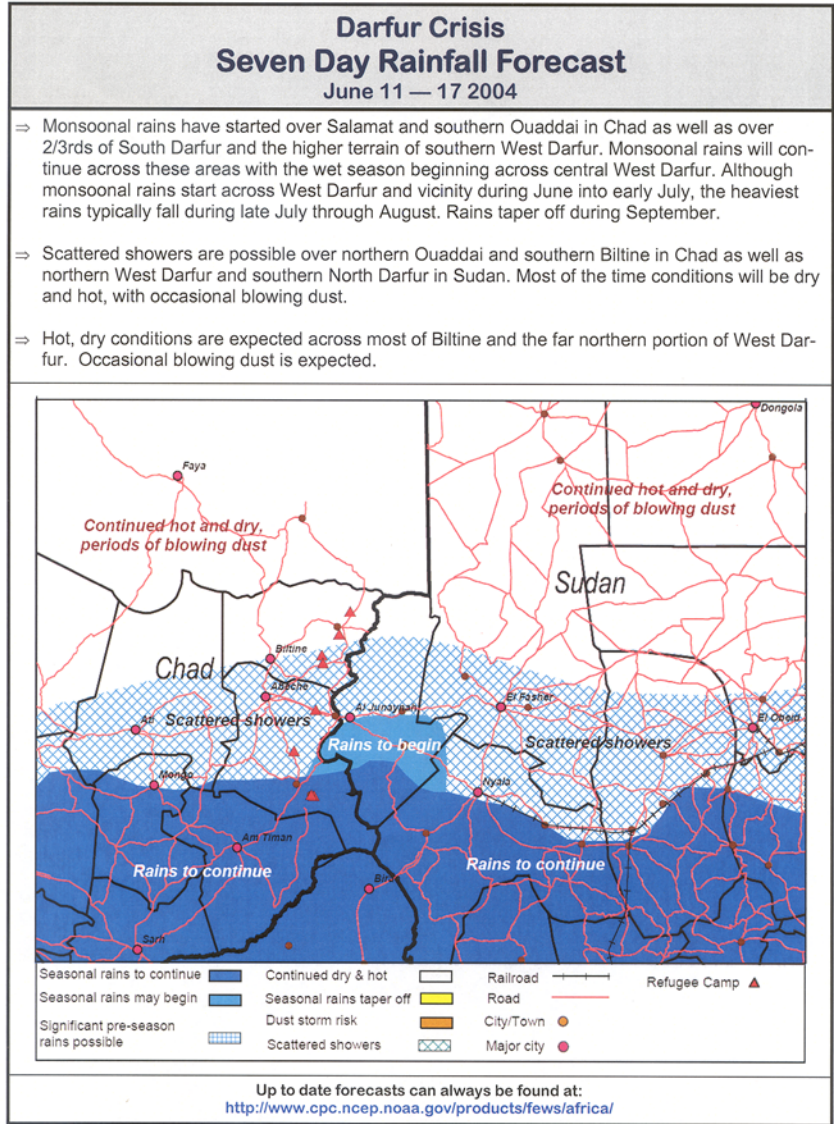 Darfur Crisis
Seven Day Rainfall Forecast
June 11 — 17 2004
⇒ Monsoonal rains have started over Salamat and southern Ouaddai in Chad as well as over
2/3rds of South Darfur and the higher terrain of southern West Darfur. Monsoonal rains will con-
tinue across these areas with the wet season beginning across central West Darfur. Although
monsoonal rains start across West Darfur and vicinity during June into early July, the heaviest
rains typically fall during late July through August. Rains taper off during September.
⇒ Scattered showers are possible over northern Ouaddai and southern Biltine in Chad as well as
northern West Darfur and southern North Darfur in Sudan. Most of the time conditions will be dry
and hot, with occasional blowing dust.
⇒ Hot, dry conditions are expected across most of Biltine and the far northern portion of West Dar-
fur. Occasional blowing dust is expected.
Dongola
Faya
Continued hot and dry,
periods of blowing dust
Continued hot and dry,
periods of blowing dust
Sudan
Chad
Biltine
Abeche
Ati
Scattered showers
Al Junaynah
El Fasher
El Obeid
Rains to begin
Scattered showers
Mongo
Nyala
Am Timan
Rains to continue
Rains to continue
Birao
Sarh
Seasonal rains to continue
Continued dry & hot
Railroad
Refugee Camp
Seasonal rains may begin
Seasonal rains taper off
Road
Significant pre-season
rains possible
Dust storm risk
City/Town
Scattered showers
Major city
Up to date forecasts can always be found at:
http://www.cpc.ncep.noaa.gov/products/fews/africa/